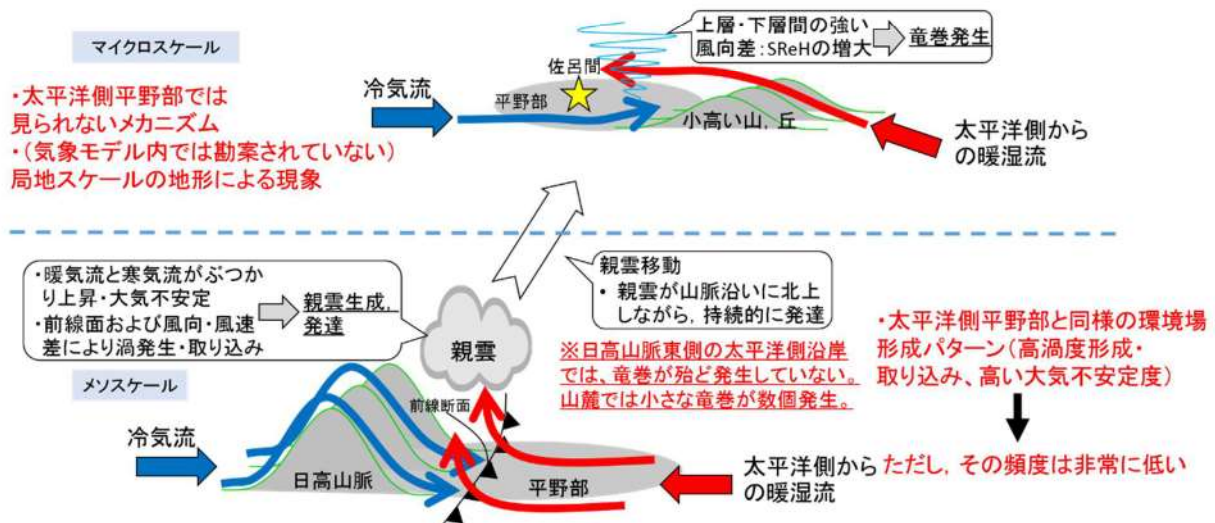 マイクロスケール
・太平洋側平野部では
見られないメカニズム
・（気象モデル内では勘案されていない）
局地スケールの地形による現象
冷気流
佐呂間
平野部
上層・下層間の強い
風向差：SReHの増大
竜巻発生
小高い山，丘
太平洋側から
の暖湿流
・暖気流と寒気流がぶつか
り上昇・大気不安定
・前線面および風向・風速
差により渦発生・取り込み
親雲生成，
発達
親雲
親雲移動
• 親雲が山脈沿いに北上
しながら，持続的に発達
※日高山脈東側の太平洋側沿岸
では、竜巻が殆ど発生していない。
山麓では小さな竜巻が数個発生。
・太平洋側平野部と同様の環境場
形成パターン（高渦度形成・
取り込み、高い大気不安定度）
ただし，その頻度は非常に低い
メソスケール
冷気流
前線断面
日高山脈
平野部
太平洋側から
の暖湿流